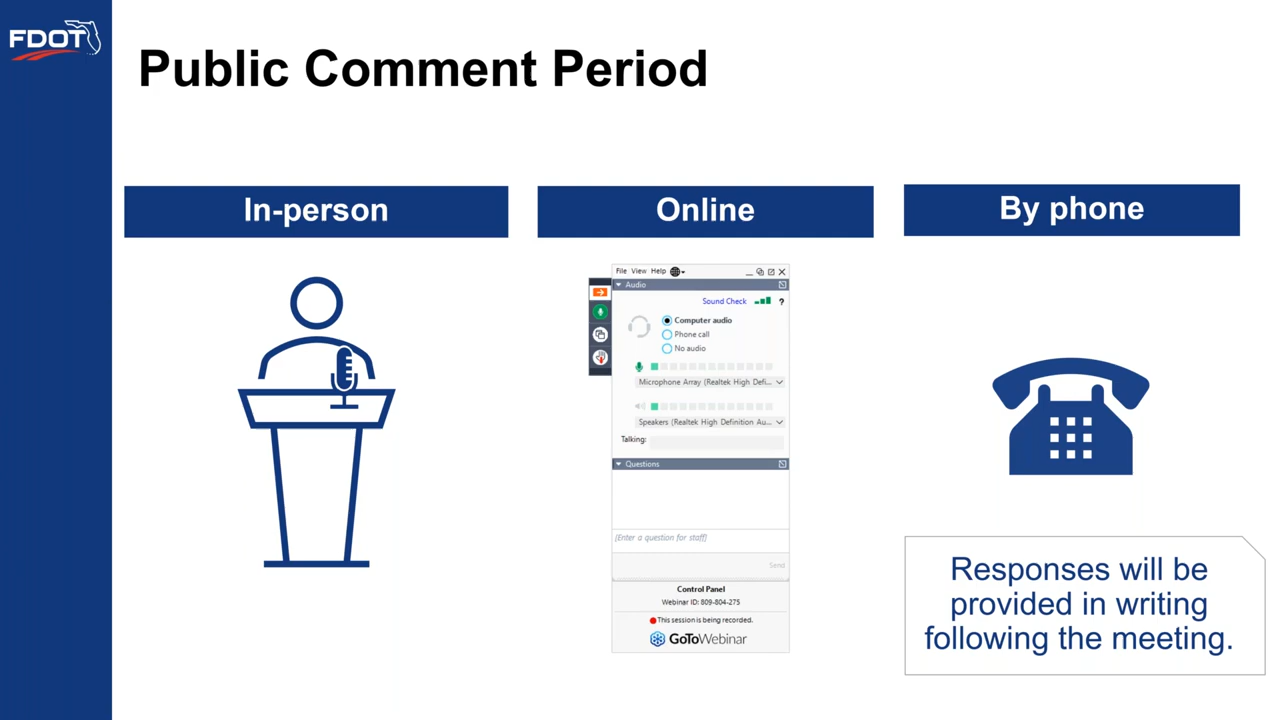 FDOT
Public Comment Period
In-person
Online
By phone
File View Help
Audio
Sound Check
?
Computer audio
Phone call
No audio
Microphone Array (Realtek High Defi...
Speakers (Realtek High Definition Au...
Talking:
Questions
[Enter a question for staff]
Send
Control Panel
Webinar ID: 809-804-275
This session is being recorded.
GoToWebinar
Responses will be
provided in writing
following the meeting.